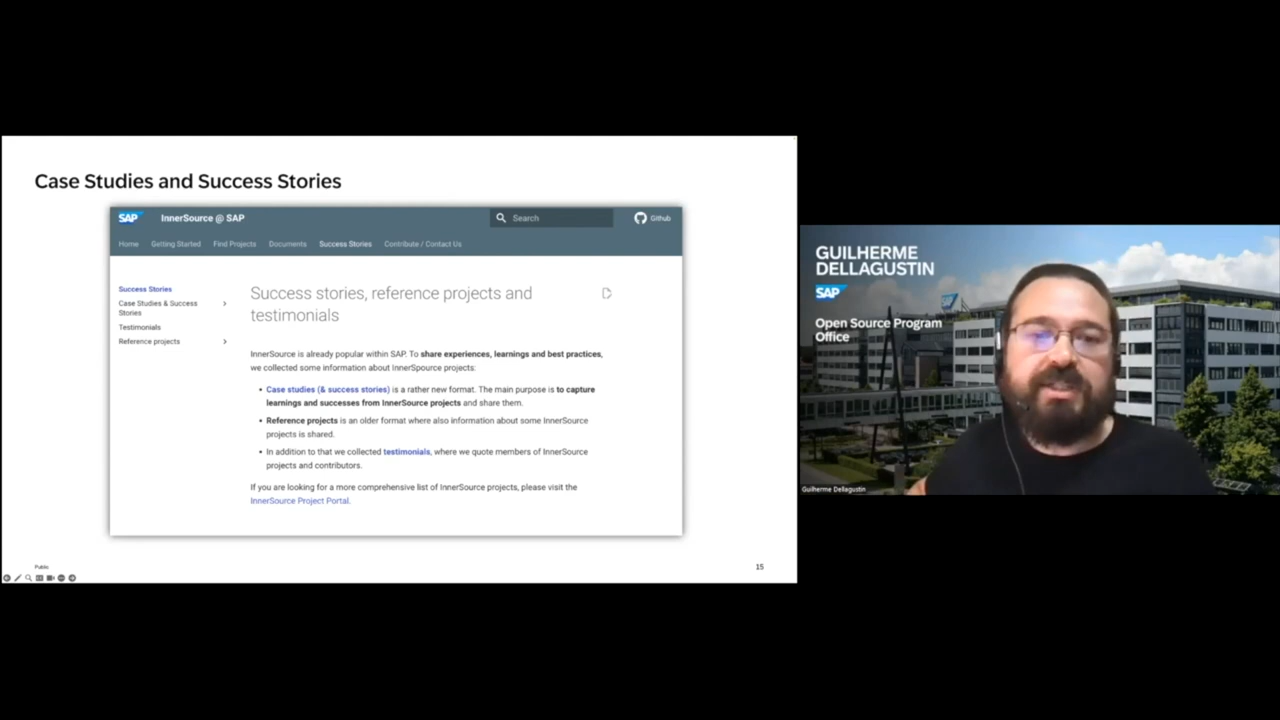 Case Studies and Success Stories
SAP
InnerSource @ SAP
Search
Github
Home
Getting Started
Find Projects
Documents
Success Stories
Contribute / Contact Us
Success Stories
Case Studies & Success
Stories
Testimonials
Reference projects
Success stories, reference projects and
testimonials
InnerSource is already popular within SAP. To share experiences, learnings and best practices,
we collected some information about InnerSpource projects:
• Case studies (& success stories) is a rather new format. The main purpose is to capture
learnings and successes from InnerSource projects and share them.
• Reference projects is an older format where also information about some InnerSource
projects is shared.
• In addition to that we collected testimonials, where we quote members of InnerSource
projects and contributors.
If you are looking for a more comprehensive list of InnerSource projects, please visit the
InnerSource Project Portal.
Public
15
GUILHERME
DELLAGUSTIN
SAP
SAP
Open Source Program
Office
Guilherme Dellagustin